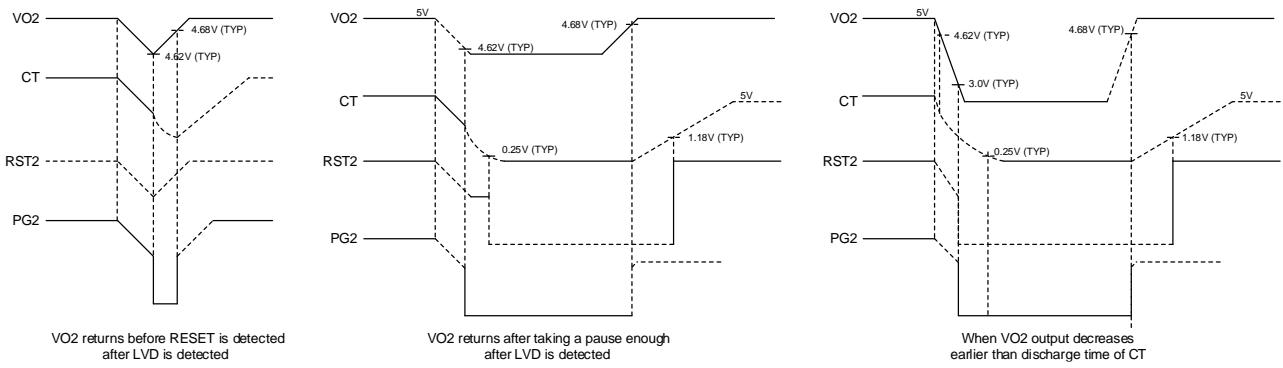 VO2
4.68V (TYP)
4.62V (TYP)
CT
RST2
PG2
VO2 returns before RESET is detected
after LVD is detected
VO2
5V
4.68V (TYP)
4.62V (TYP)
CT
5V
1.18V (TYP)
0.25V (TYP)
RST2
PG2
VO2 returns after taking a pause enough
after LVD is detected
VO2
5V
4.62V (TYP)
4.68V (TYP)
3.0V (TYP)
CT
5V
1.18V (TYP)
0.25V (TYP)
RST2
PG2
When VO2 output decreases
earlier than discharge time of CT